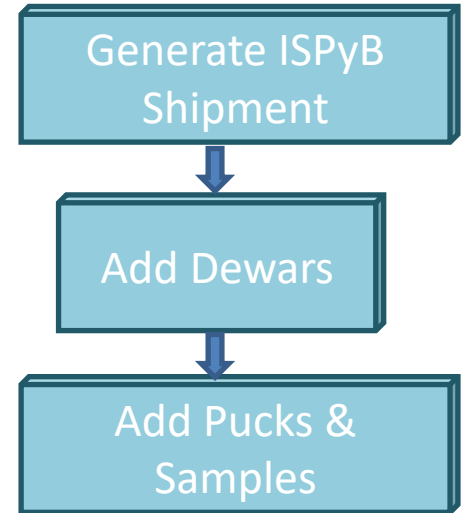 Generate ISPyB
Shipment
Add Dewars
Add Pucks &
Samples